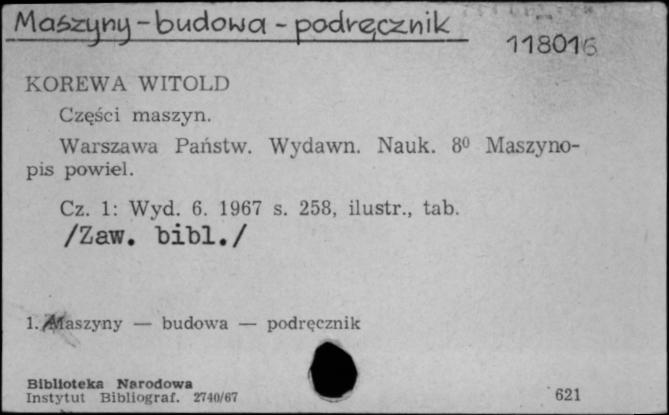 Maszyny - budowa - podręcznik
118016
KOREWA WITOLD
Części maszyn.
Warszawa Państw. Wydawn. Nauk. 8⁰ Maszyno-
pis powiel.
Cz. 1: Wyd. 6. 1967 s. 258, ilustr., tab.
/Zaw. bibl./
1. Maszyny — budowa — podręcznik
Biblioteka Narodowa
Instytut Bibliograf. 2740/67
621